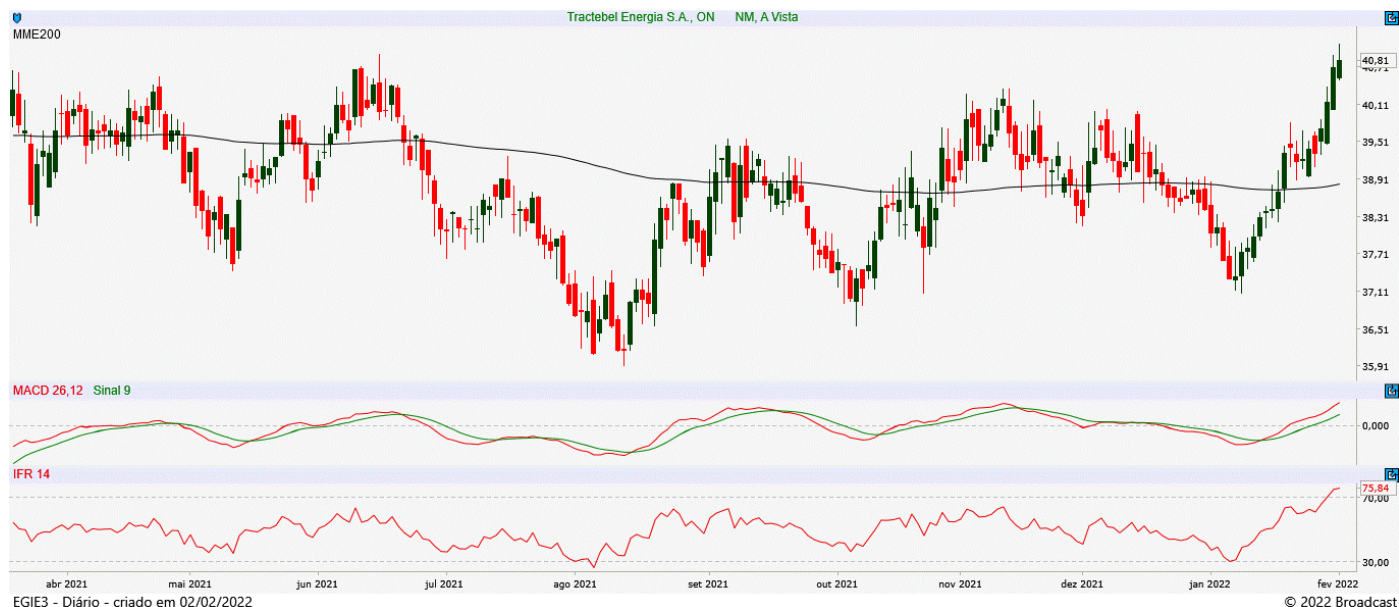 Tractebel Energia S.A., ON NM, A Vista
MME200
40,81
40,71
40,11
39,51
38,91
38,31
37,71
37,11
36,51
35,91
MACD 26,12 Sinal 9
0,000
IFR 14
75,84
70,00
30,00
abr 2021 mai 2021 jun 2021 jul 2021 ago 2021 set 2021 out 2021 nov 2021 dez 2021 jan 2022 fev 2022
EGIE3 - Diário - criado em 02/02/2022 © 2022 Broadcast